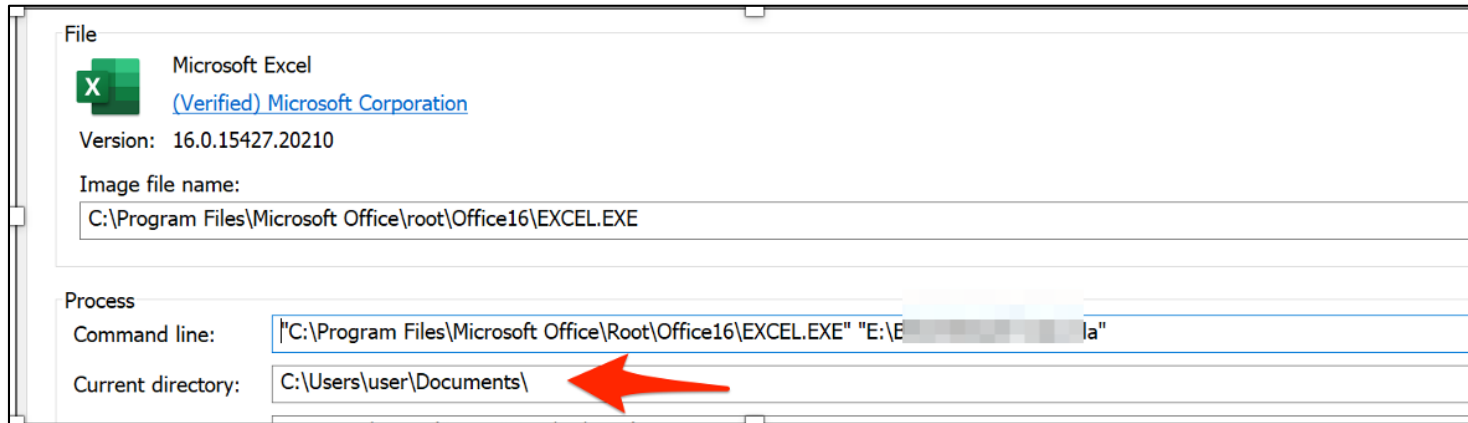 File
Microsoft Excel
(Verified) Microsoft Corporation
Version: 16.0.15427.20210
Image file name:
C:\Program Files\Microsoft Office\root\Office16\EXCEL.EXE
Process
Command line: "C:\Program Files\Microsoft Office\Root\Office16\EXCEL.EXE" "E:\ la"
Current directory: C:\Users\user\Documents\